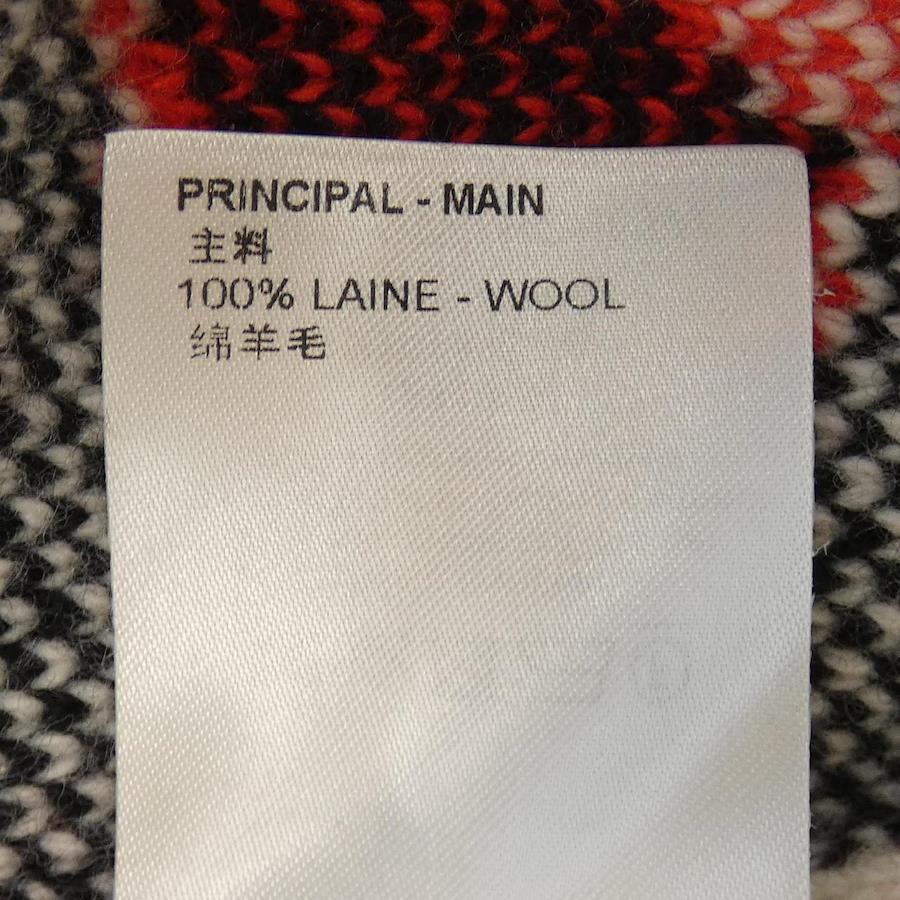 PRINCIPAL - MAIN
主料
100% LAINE - WOOL
绵羊毛